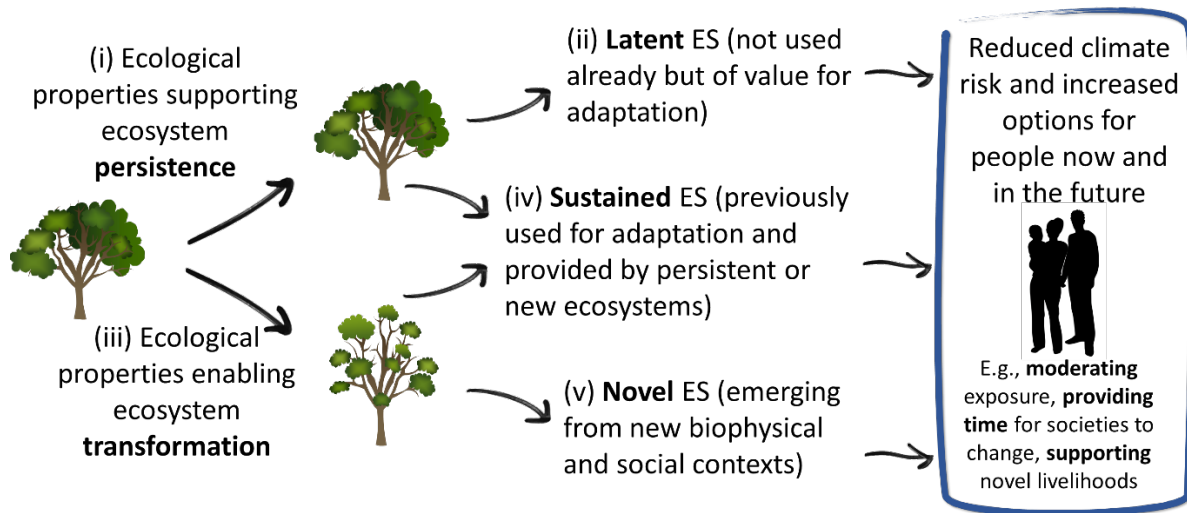 (i) Ecological
properties supporting
ecosystem
persistence
(ii) Latent ES (not used
already but of value for
adaptation)
(iii) Ecological
properties enabling
ecosystem
transformation
(iv) Sustained ES (previously
used for adaptation and
provided by persistent or
new ecosystems)
(v) Novel ES (emerging
from new biophysical
and social contexts)
Reduced climate
risk and increased
options for
people now and
in the future
E.g., moderating
exposure, providing
time for societies to
change, supporting
novel livelihoods